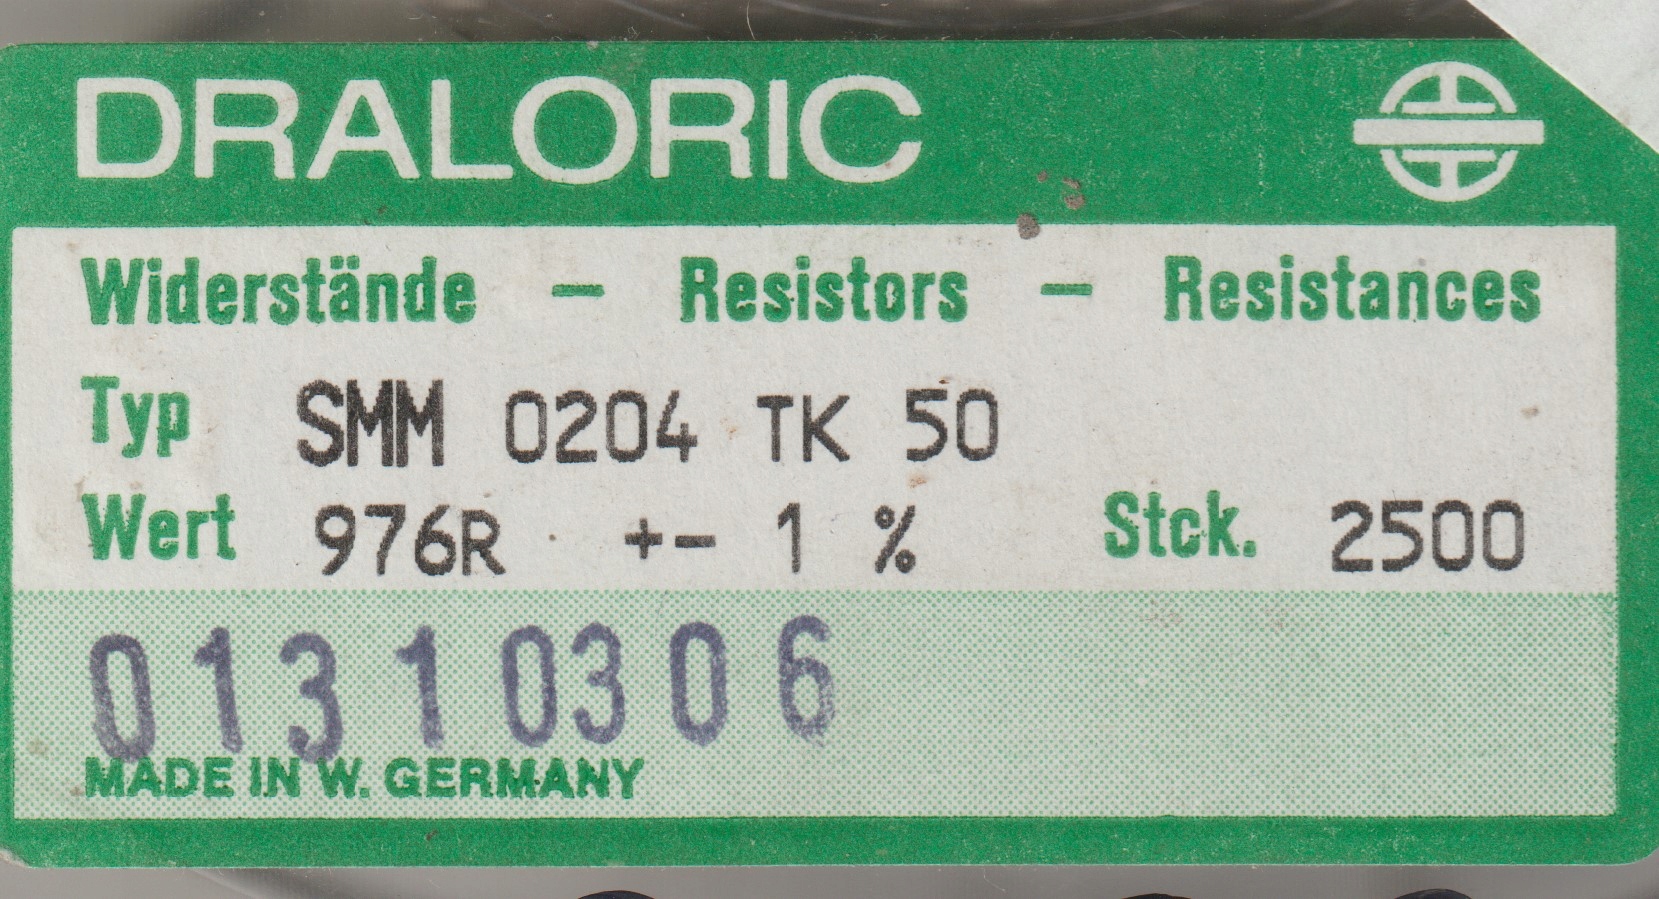 DRALORIC
Widerstände – Resistors – Resistances
Typ SMM 0204 TK 50
Wert 976R +- 1 % Stck. 2500
01310306
MADE IN W. GERMANY